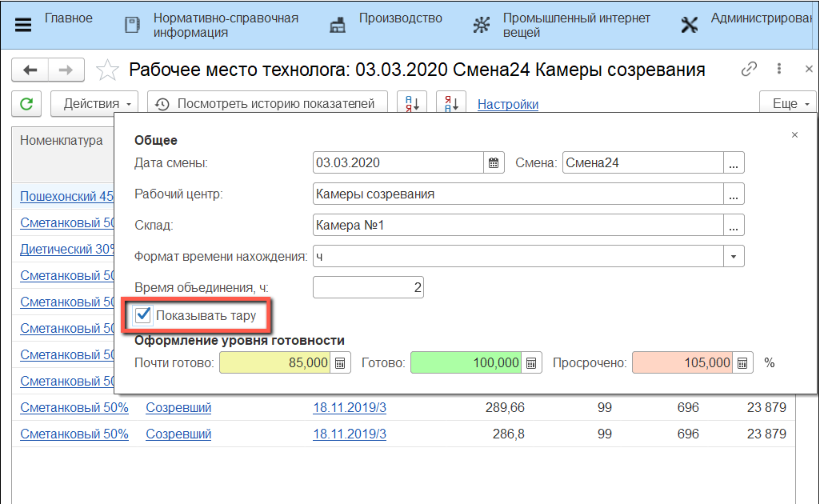 Главное
Нормативно-справочная
информация
Производство
Промышленный интернет
вещей
Администрирован
Рабочее место технолога: 03.03.2020 Смена24 Камеры созревания
Действия
Посмотреть историю показателей
Настройки
Еще
Номенклатура
Общее
Дата смены: 03.03.2020 Смена: Смена24 ...
Рабочий центр: Камеры созревания ...
Склад: Камера №1 ...
Формат времени нахождения: ч
Время объединения, ч: 2
Показывать тару
Оформление уровня готовности
Почти готово: 85,000 Готово: 100,000 Просрочено: 105,000 %
Пошехонский 45
Сметанковый 50
Диетический 30%
Сметанковый 50
Сметанковый 50
Сметанковый 50
Сметанковый 50
Сметанковый 50
Сметанковый 50% Созревший 18.11.2019/3 289,66 99 696 23 879
Сметанковый 50% Созревший 18.11.2019/3 286,8 99 696 23 879